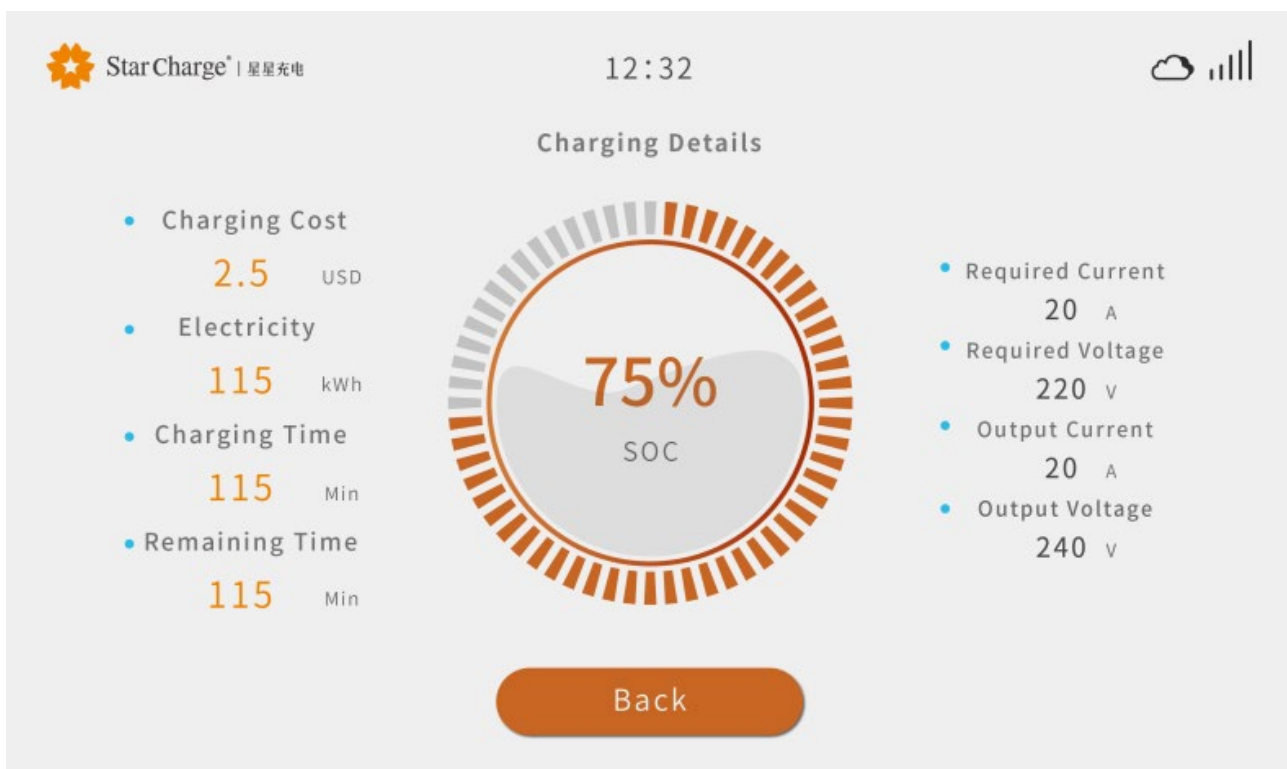 StarCharge® | 星星充电
12:32
Charging Details
Charging Cost
2.5 USD
Electricity
115 kWh
Charging Time
115 Min
Remaining Time
115 Min
75%
SOC
Required Current
20 A
Required Voltage
220 V
Output Current
20 A
Output Voltage
240 V
Back